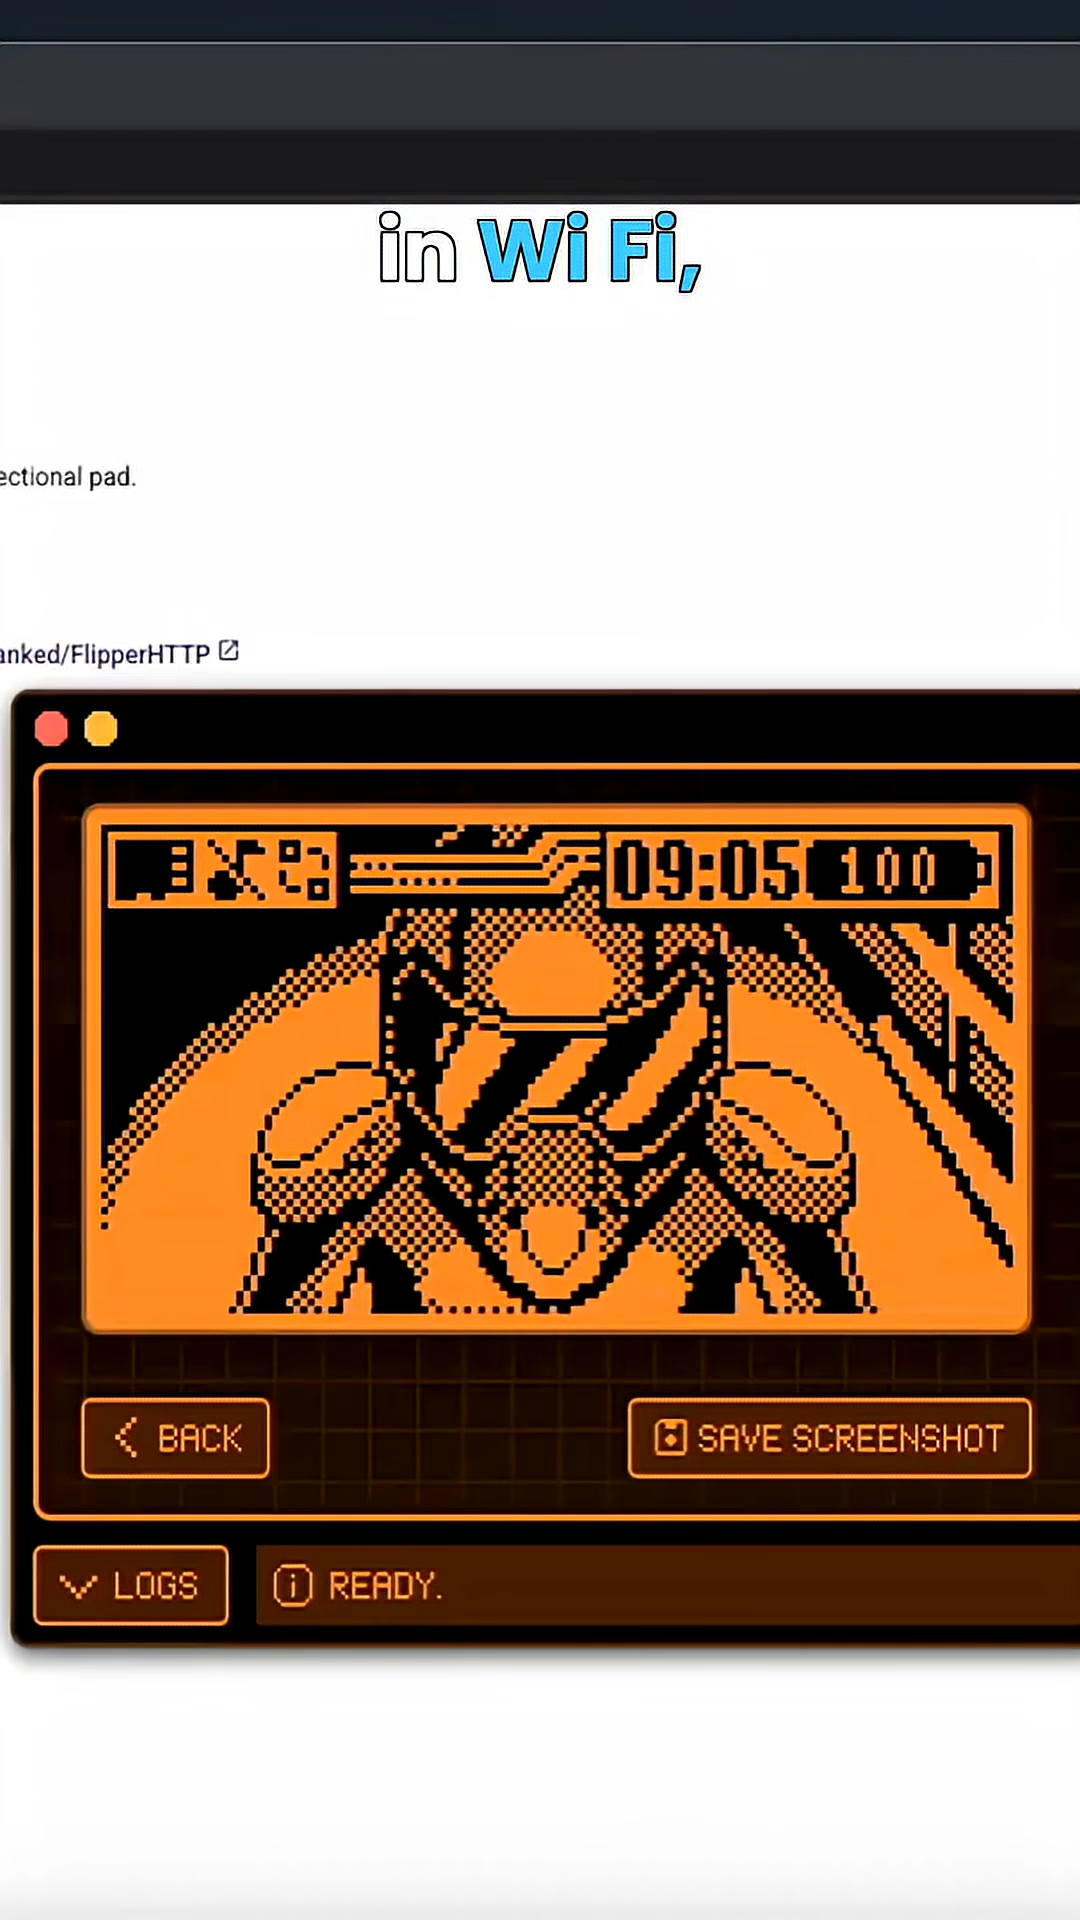 in Wi Fi,
ectional pad.
anked/FlipperHTTP
09:05 100
BACK
SAVE SCREENSHOT
LOGS
READY.